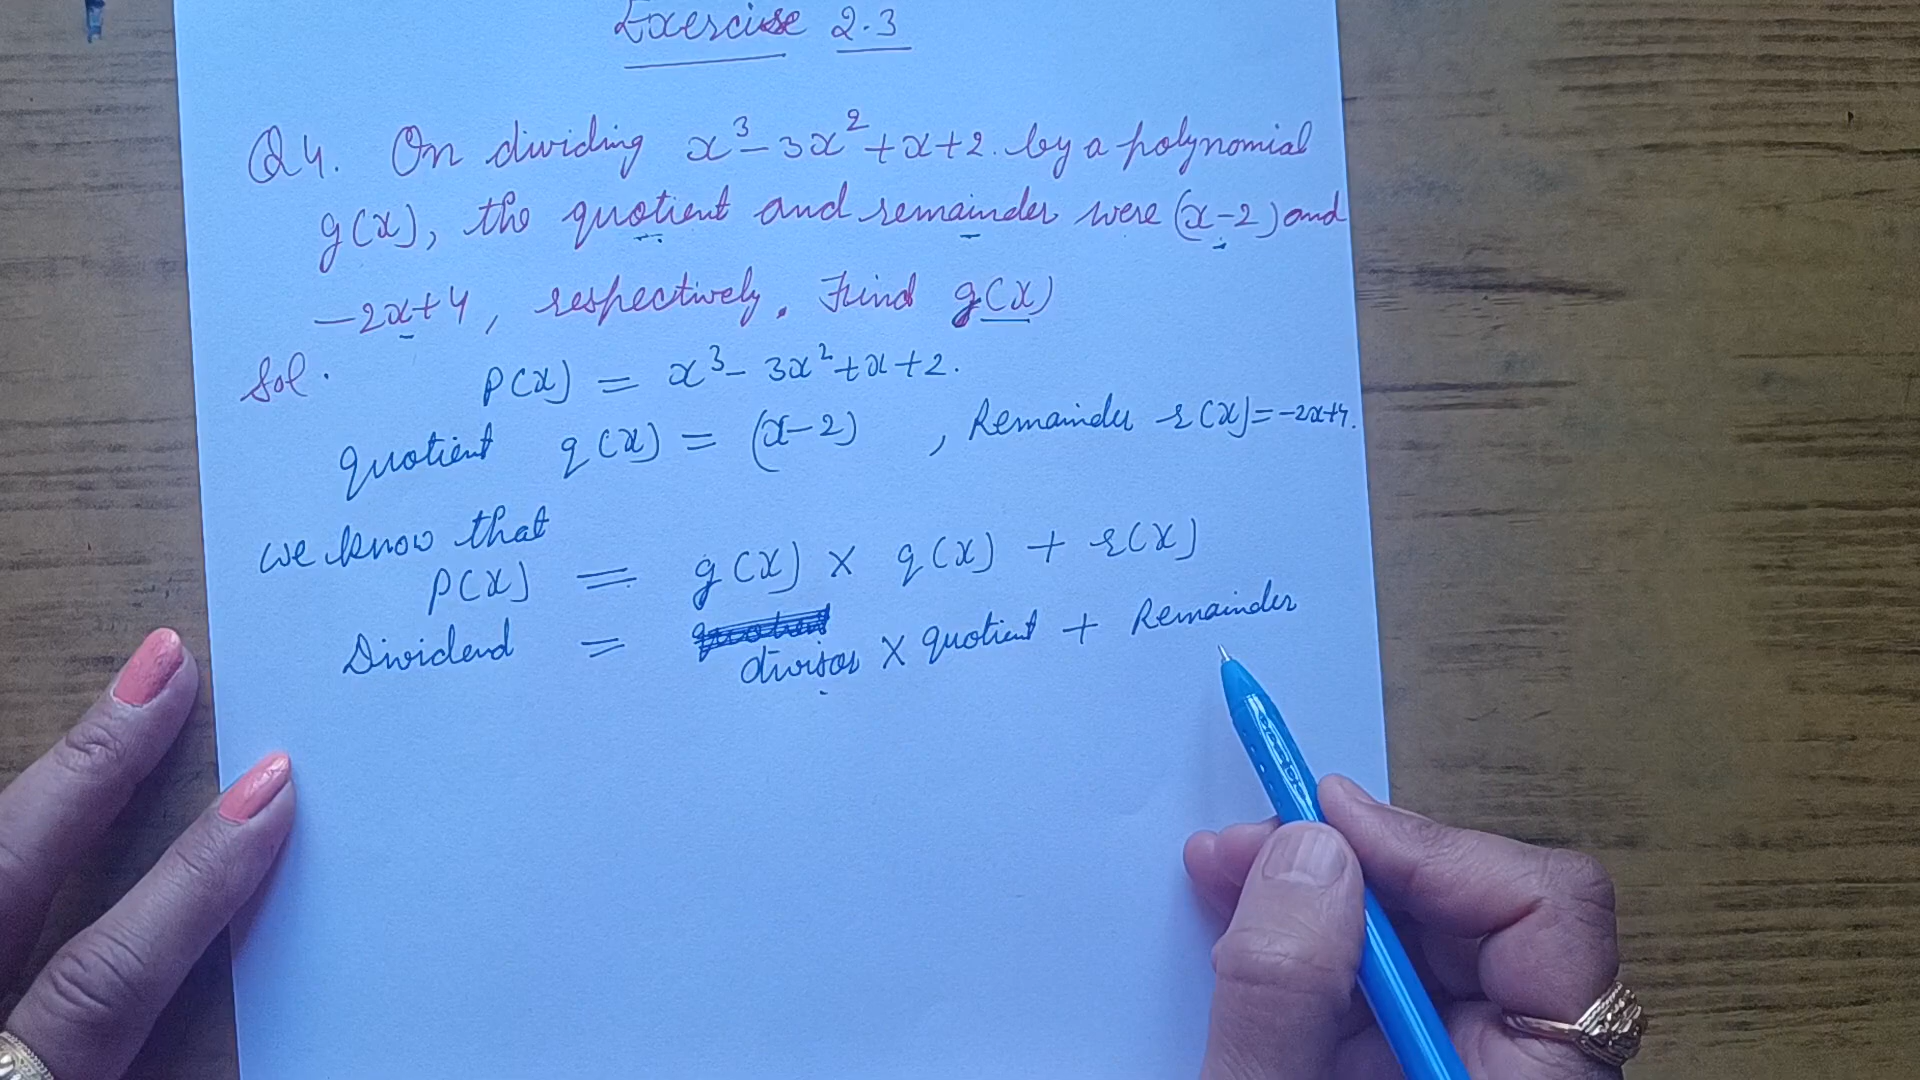 Exercise 2.3
Q4. On dividing x³-3x²+x+2. by a polynomial
g(x), the quotient and remainder were (x-2) and
-2x+4, respectively. Find g(x)
Sol. P(x) = x³-3x²+x+2.
quotient q(x) = (x-2) , Remainder r(x)=-2x+4.
we know that
P(x) = g(x) × q(x) + r(x)
Dividend = divisor × quotient + Remainder